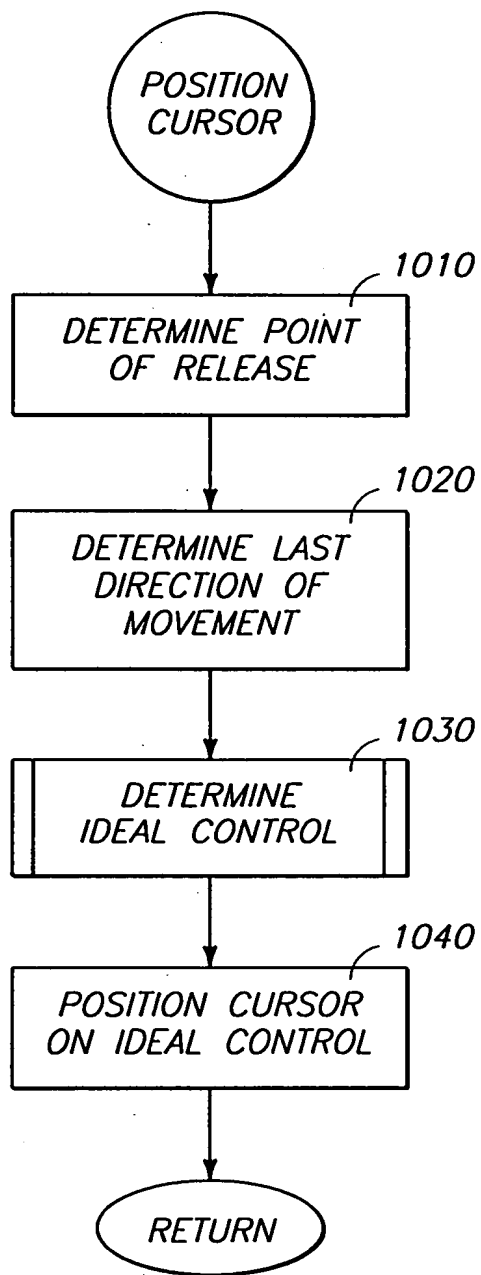 POSITION
CURSOR
1010
DETERMINE POINT
OF RELEASE
1020
DETERMINE LAST
DIRECTION OF
MOVEMENT
1030
DETERMINE
IDEAL CONTROL
1040
POSITION CURSOR
ON IDEAL CONTROL
RETURN